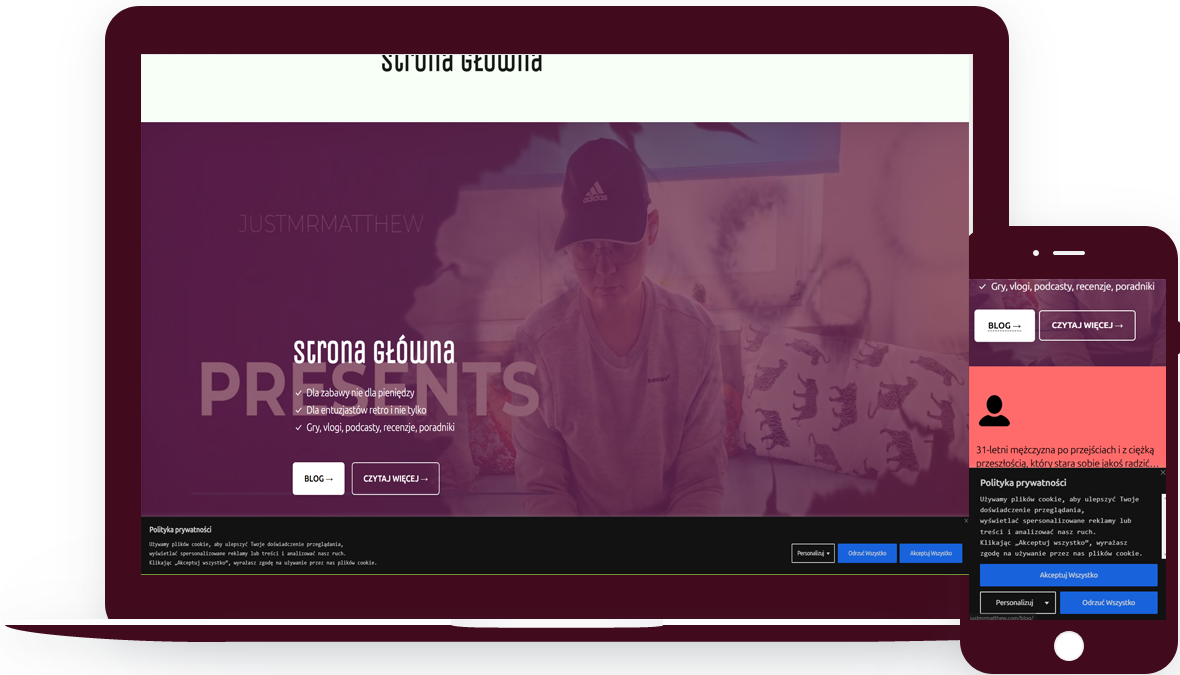 Strona Główna
JUSTMRMATTHEW
adidas
PRESENTS
Strona Główna
Dla zabawy nie dla pieniędzy
Dla entuzjastów retro i nie tylko
Gry, vlogi, podcasty, recenzje, poradniki
BLOG →
CZYTAJ WIĘCEJ →
Polityka prywatności
X
Używamy plików cookie, aby ulepszyć Twoje doświadczenie przeglądania,
wyświetlać spersonalizowane reklamy lub treści i analizować nasz ruch.
Klikając „Akceptuj wszystko”, wyrażasz zgodę na używanie przez nas plików cookie.
Personalizuj
Odrzuć Wszystko
Akceptuj Wszystko
Gry, vlogi, podcasty, recenzje, poradniki
BLOG →
CZYTAJ WIĘCEJ →
31-letni mężczyzna po przejściach i z ciężką
przeszłością, który stara sobie jakoś radzić…
X
Polityka prywatności
Używamy plików cookie, aby ulepszyć Twoje
doświadczenie przeglądania,
wyświetlać spersonalizowane reklamy lub
treści i analizować nasz ruch.
Klikając „Akceptuj wszystko”, wyrażasz
zgodę na używanie przez nas plików cookie.
Akceptuj Wszystko
Personalizuj
Odrzuć Wszystko
justmrmatthew.com/blog/